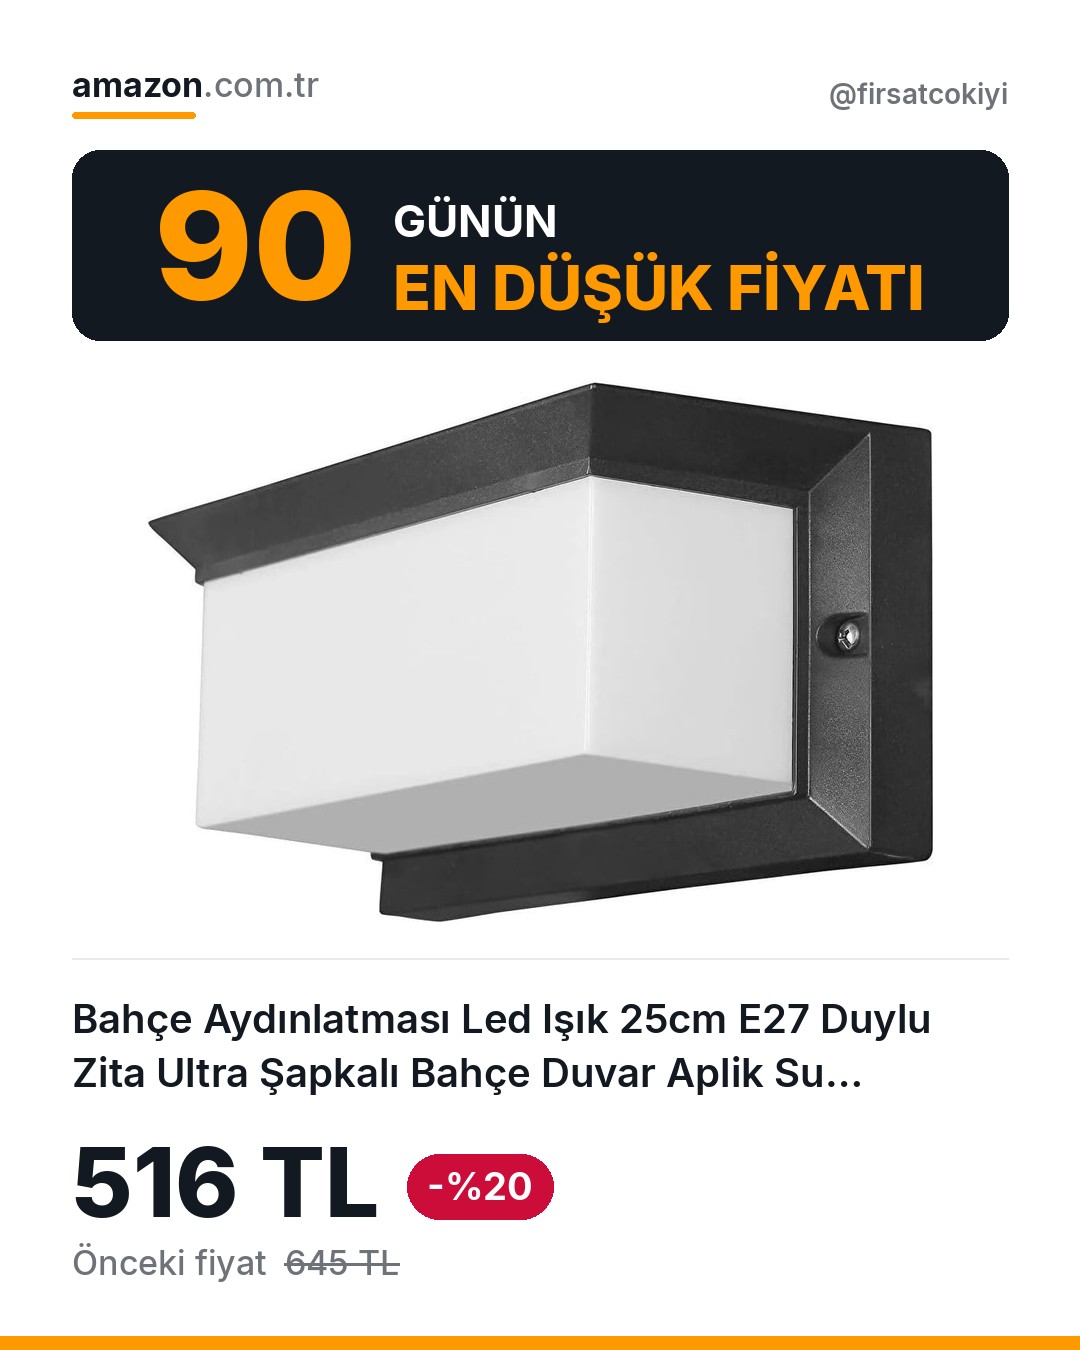 amazon.com.tr
@firsatcokiyi
90
GÜNÜN
EN DÜŞÜK FİYATI
Bahçe Aydınlatması Led Işık 25cm E27 Duylu
Zita Ultra Şapkalı Bahçe Duvar Aplik Su...
516 TL
-%20
Önceki fiyat 645 TL